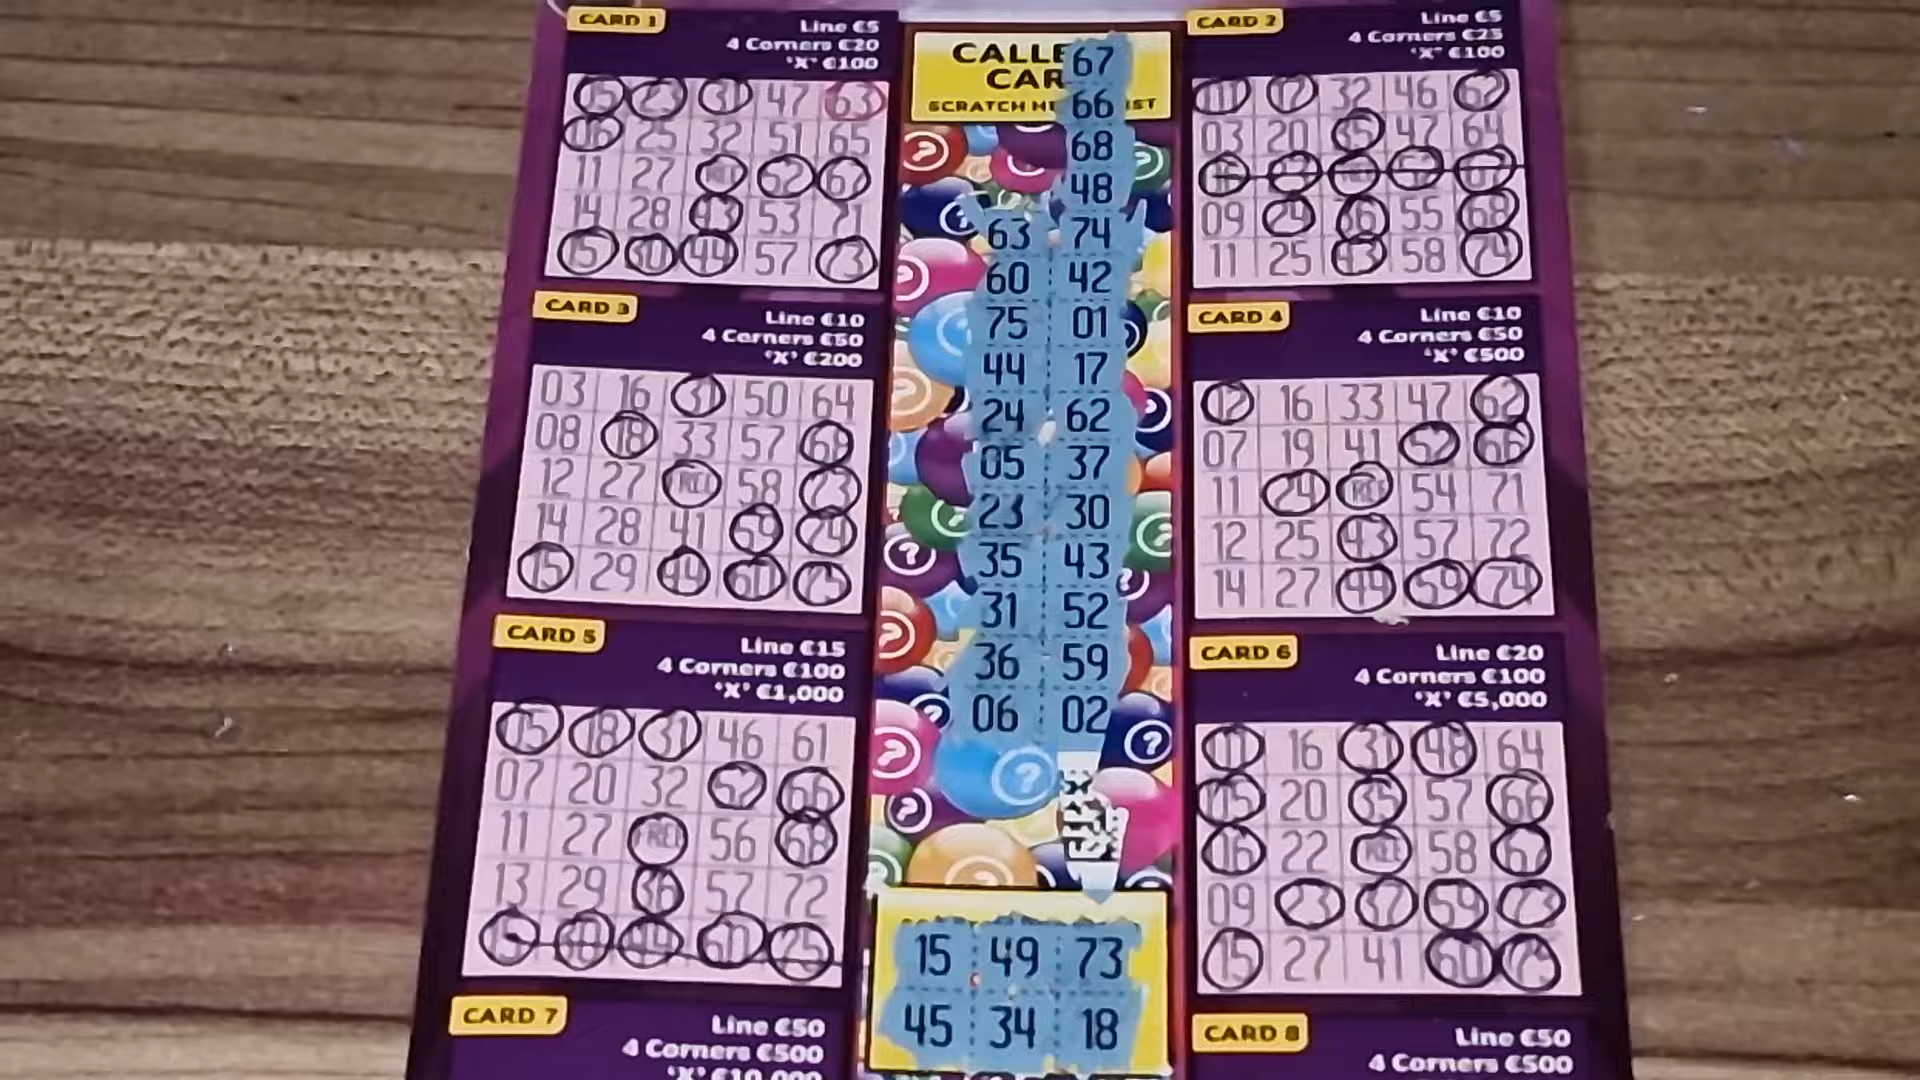 CARD 1
Line €5
4 Corners €20
'X' €100
05 23 31 47 63
06 25 32 51 65
11 27 FREE 52 67
14 28 43 53 71
15 30 44 57 73
CALLE
CAR
67
66
68
48
63 74
60 42
75 01
44 17
24 62
05 37
23 30
35 43
31 52
36 59
06 02
15 49 73
45 34 18
CARD 2
Line €5
4 Corners €25
'X' €100
01 17 32 46 62
03 20 35 47 64
23 FREE 52 67
09 24 36 55 68
11 25 43 58 74
CARD 3
Line €10
4 Corners €50
'X' €200
03 16 31 50 64
08 18 33 57 68
12 27 FREE 58 73
14 28 41 59 74
15 29 44 60 75
CARD 4
Line €10
4 Corners €50
'X' €500
02 16 33 47 62
07 19 41 52 66
11 24 FREE 54 71
12 25 43 57 72
14 27 44 59 74
CARD 5
Line €15
4 Corners €100
'X' €1,000
05 18 31 46 61
07 20 32 52 66
11 27 FREE 56 68
13 29 36 57 72
15 30 44 60 75
CARD 6
Line €20
4 Corners €100
'X' €5,000
01 16 31 48 64
05 20 35 57 66
06 22 FREE 58 67
09 23 37 59 73
15 27 41 60 75
CARD 7
Line €50
4 Corners €500
'X' €10,000
CARD 8
Line €50
4 Corners €500